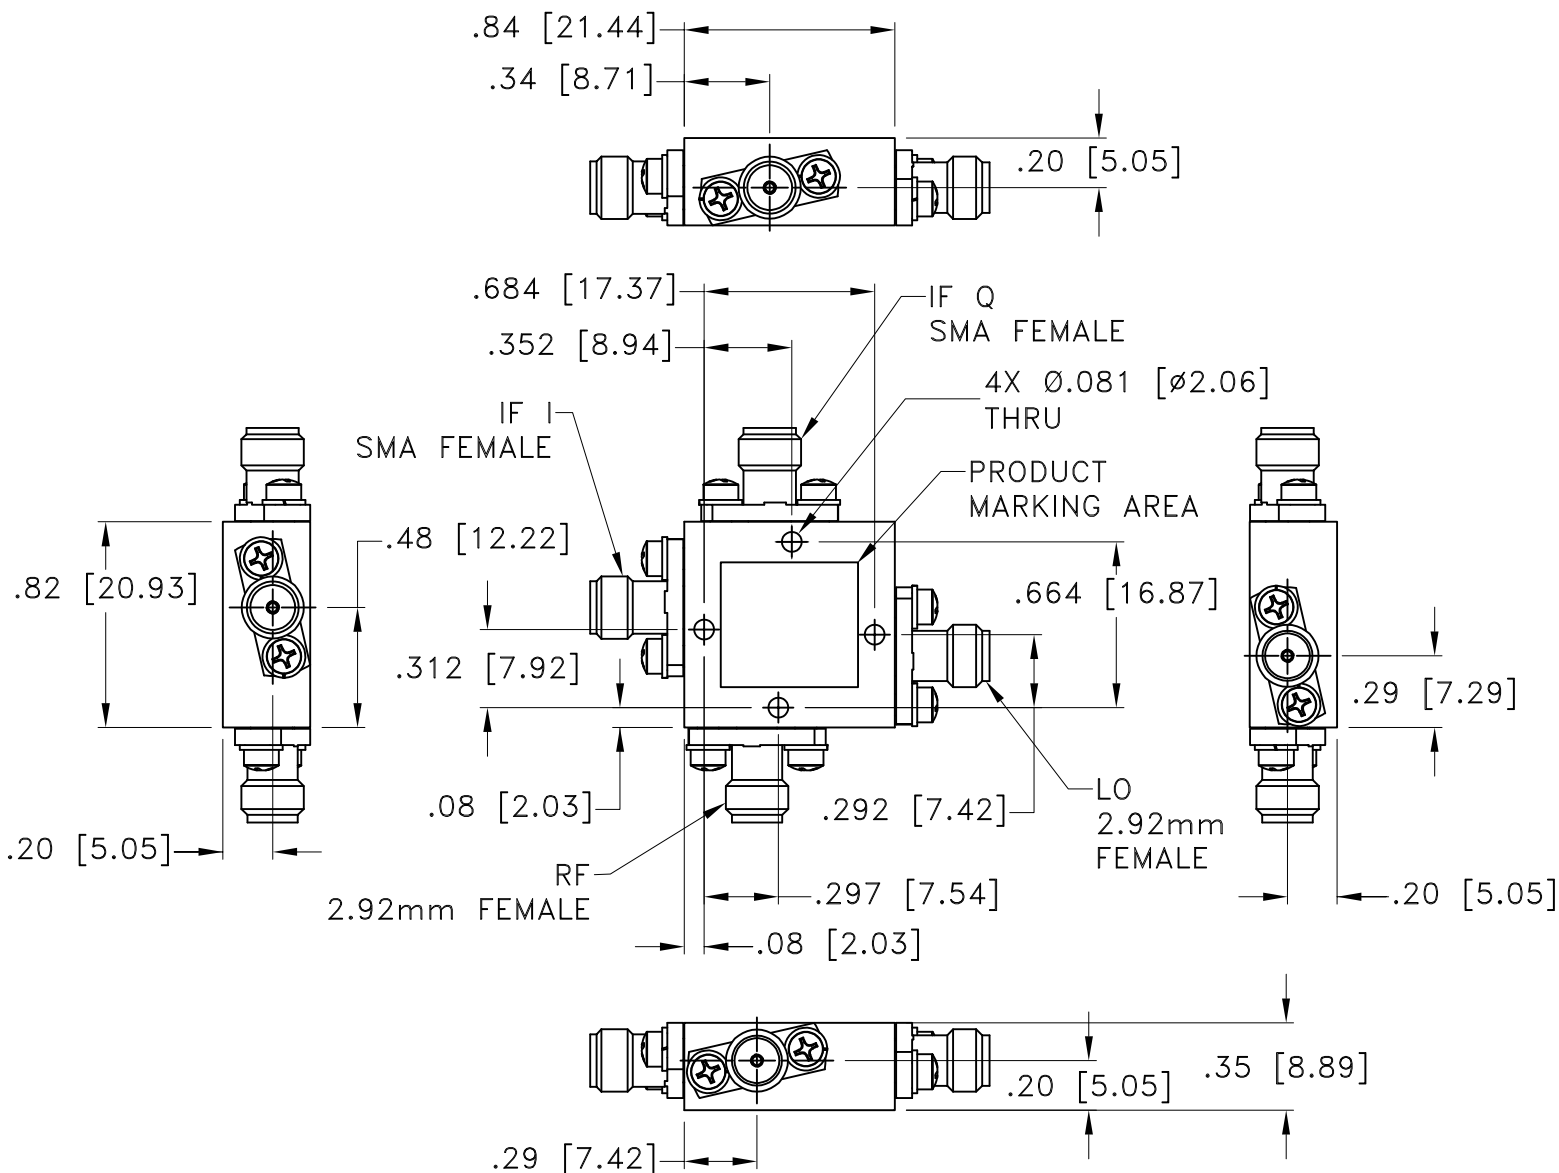 .84 [21.44]
.34 [8.71]
.20 [5.05]
.684 [17.37]
IF Q
SMA FEMALE
.352 [8.94]
4X Ø.081 [ø2.06]
THRU
IF I
SMA FEMALE
PRODUCT
MARKING AREA
.48 [12.22]
.82 [20.93]
.664 [16.87]
.312 [7.92]
.29 [7.29]
.08 [2.03]
.292 [7.42]
LO
2.92mm
FEMALE
.20 [5.05]
RF
2.92mm FEMALE
.297 [7.54]
.20 [5.05]
.08 [2.03]
.35 [8.89]
.20 [5.05]
.29 [7.42]